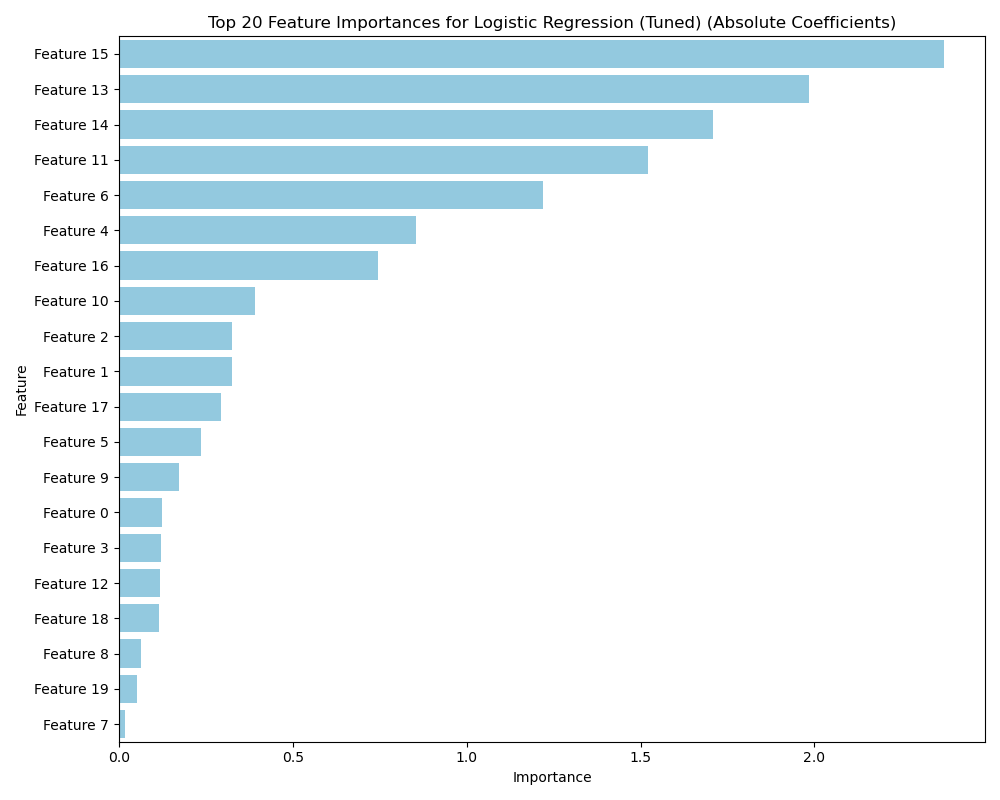 Top 20 Feature Importances for Logistic Regression (Tuned) (Absolute Coefficients)
Feature 15
Feature 13
Feature 14
Feature 11
Feature 6
Feature 4
Feature 16
Feature 10
Feature 2
Feature 1
Feature 17
Feature 5
Feature 9
Feature 0
Feature 3
Feature 12
Feature 18
Feature 8
Feature 19
Feature 7
Feature
0.0 0.5 1.0 1.5 2.0
Importance